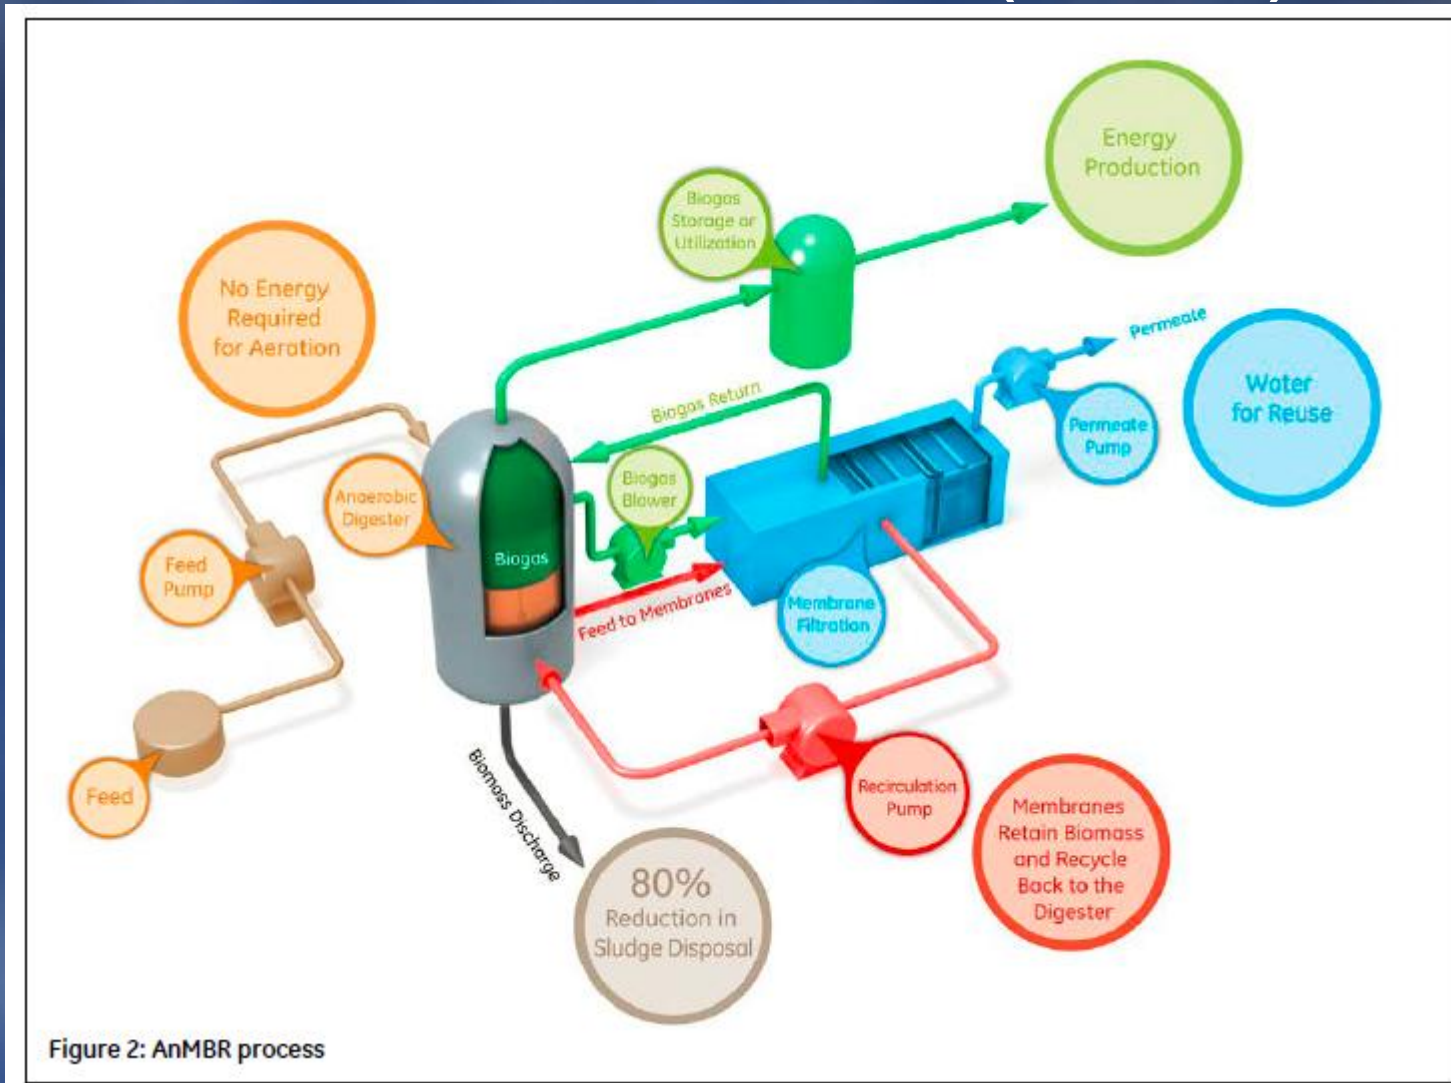 Energy
Production
Biogas
Storage or
Utilization
No Energy
Required
for Aeration
Permeate
Water
for Reuse
Biogas Return
Permeate
Pump
Biogas
Blower
Anaerobic
Digester
Biogas
Feed
Pump
Feed to Membranes
Membrane
Filtration
Feed
Biomass Discharge
Recirculation
Pump
Membranes
Retain Biomass
and Recycle
Back to the
Digester
80%
Reduction in
Sludge Disposal
Figure 2: AnMBR process